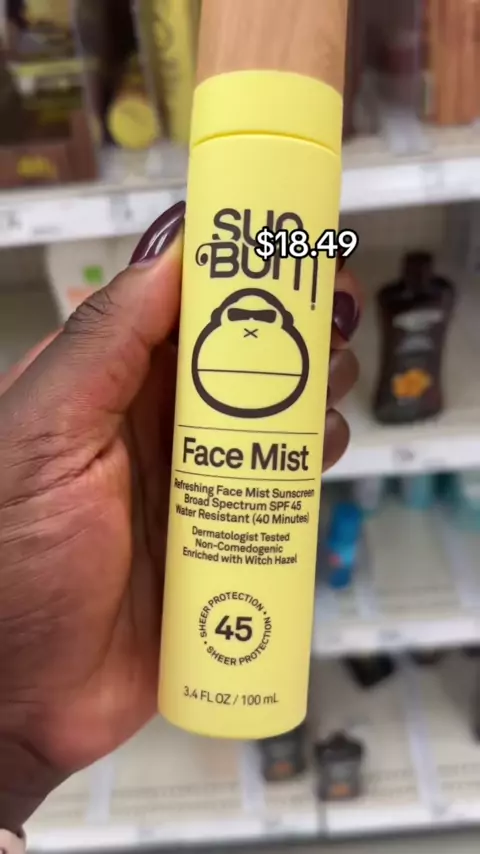 SUN
BUM
$18.49
Face Mist
Refreshing Face Mist Sunscreen
Broad Spectrum SPF 45
Water Resistant (40 Minutes)
Dermatologist Tested
Non-Comedogenic
Enriched with Witch Hazel
SHEER PROTECTION • SHEER PROTECTION •
45
3.4 FL OZ / 100 mL